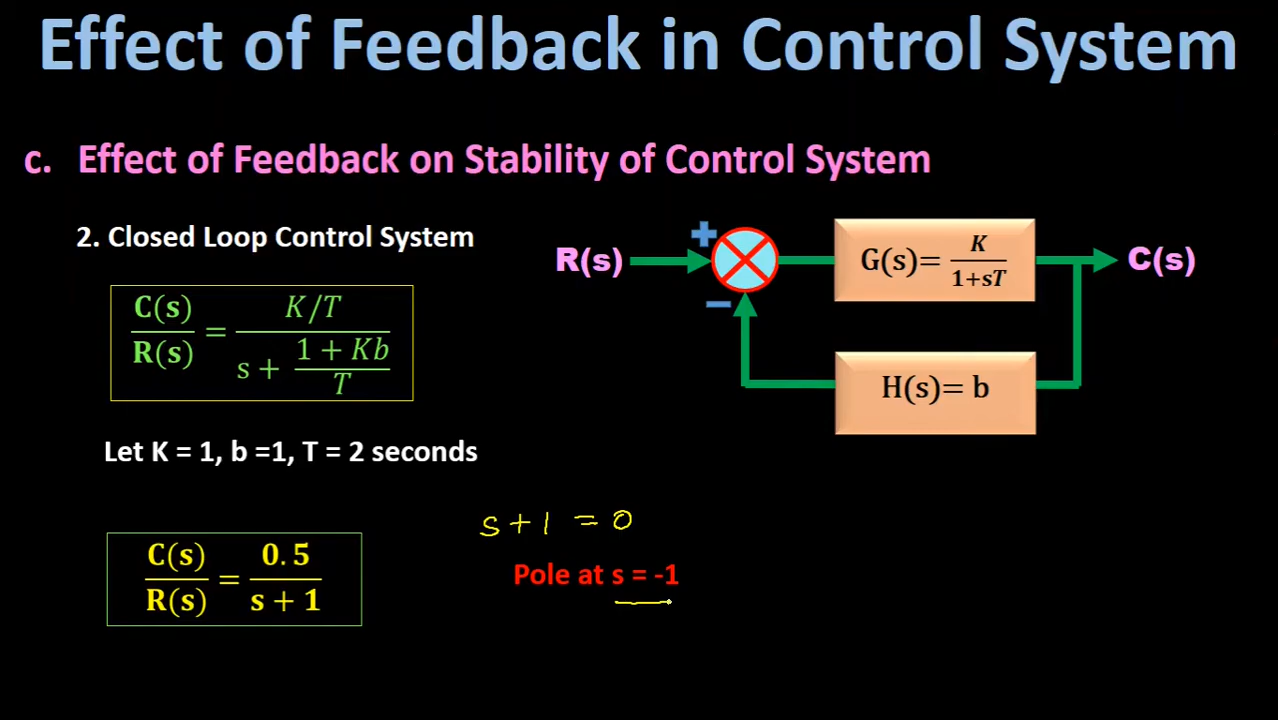 Effect of Feedback in Control System
c. Effect of Feedback on Stability of Control System
2. Closed Loop Control System
C(s)/R(s) = (K/T)/(s + (1 + Kb)/T)
Let K = 1, b =1, T = 2 seconds
C(s)/R(s) = 0.5/(s + 1)
s + 1 = 0
Pole at s = -1
R(s)
+
−
G(s)= K/(1+sT)
C(s)
H(s)= b